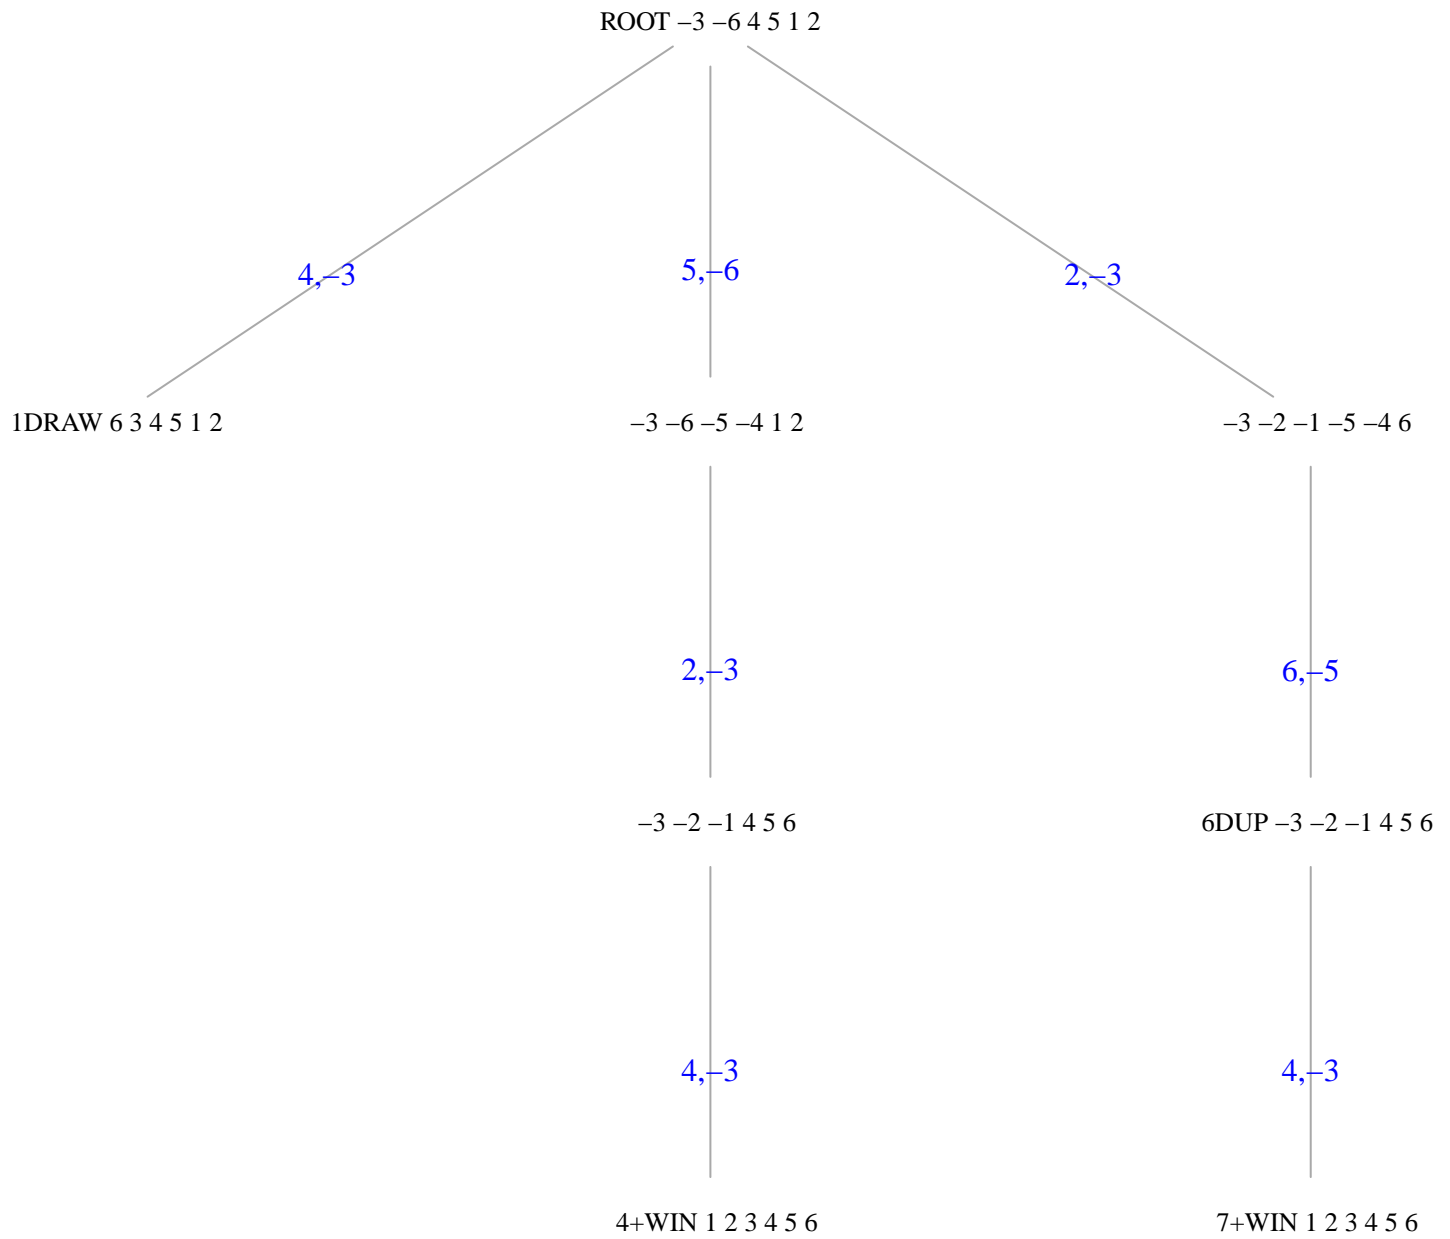 ROOT –3 –6 4 5 1 2
4,–3
5,–6
2,–3
1DRAW 6 3 4 5 1 2
–3 –6 –5 –4 1 2
–3 –2 –1 –5 –4 6
2,–3
6,–5
–3 –2 –1 4 5 6
6DUP –3 –2 –1 4 5 6
4,–3
4,–3
4+WIN 1 2 3 4 5 6
7+WIN 1 2 3 4 5 6